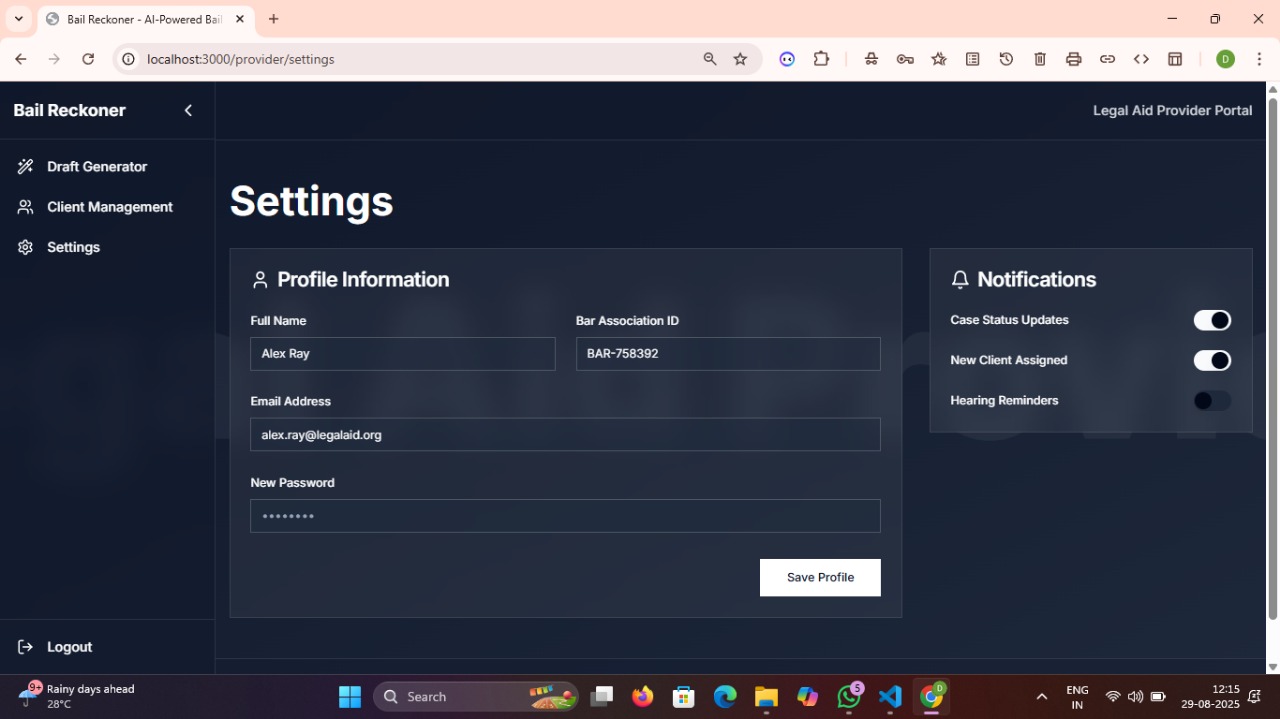 Bail Reckoner - AI-Powered Bail
localhost:3000/provider/settings
D
Bail Reckoner
Legal Aid Provider Portal
Draft Generator
Client Management
Settings
Settings
Profile Information
Full Name
Bar Association ID
Alex Ray
BAR-758392
Email Address
alex.ray@legalaid.org
New Password
••••••••
Save Profile
Notifications
Case Status Updates
New Client Assigned
Hearing Reminders
Logout
9+
Rainy days ahead
28°C
Search
5
D
ENG
IN
12:15
29-08-2025